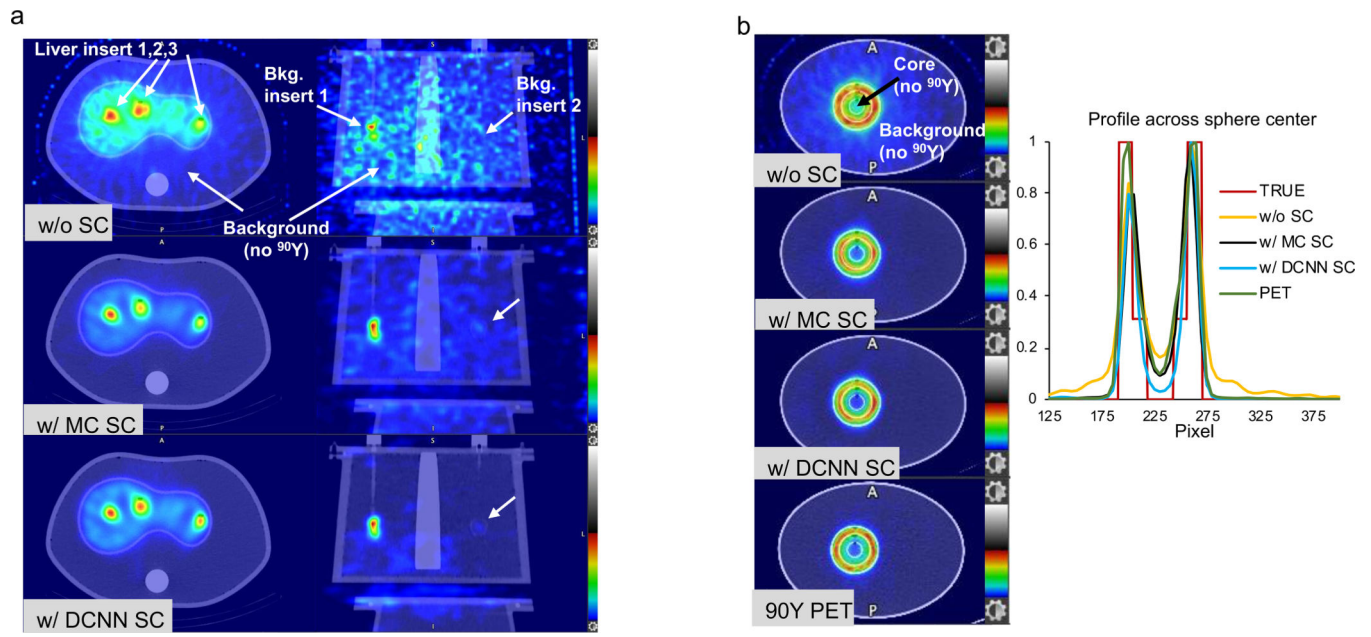 a
Liver insert 1,2,3
Bkg.
insert 1
Bkg.
insert 2
S
L
Background
(no ⁹⁰Y)
w/o SC
P
I
A
S
L
w/ MC SC
P
I
A
S
L
w/ DCNN SC
P
I
b
A
Core
(no ⁹⁰Y)
Background
(no ⁹⁰Y)
P
w/o SC
A
P
w/ MC SC
A
w/ DCNN SC
A
P
90Y PET
Profile across sphere center
1
0.8
0.6
0.4
0.2
0
125 175 225 275 325 375
Pixel
TRUE
w/o SC
w/ MC SC
w/ DCNN SC
PET